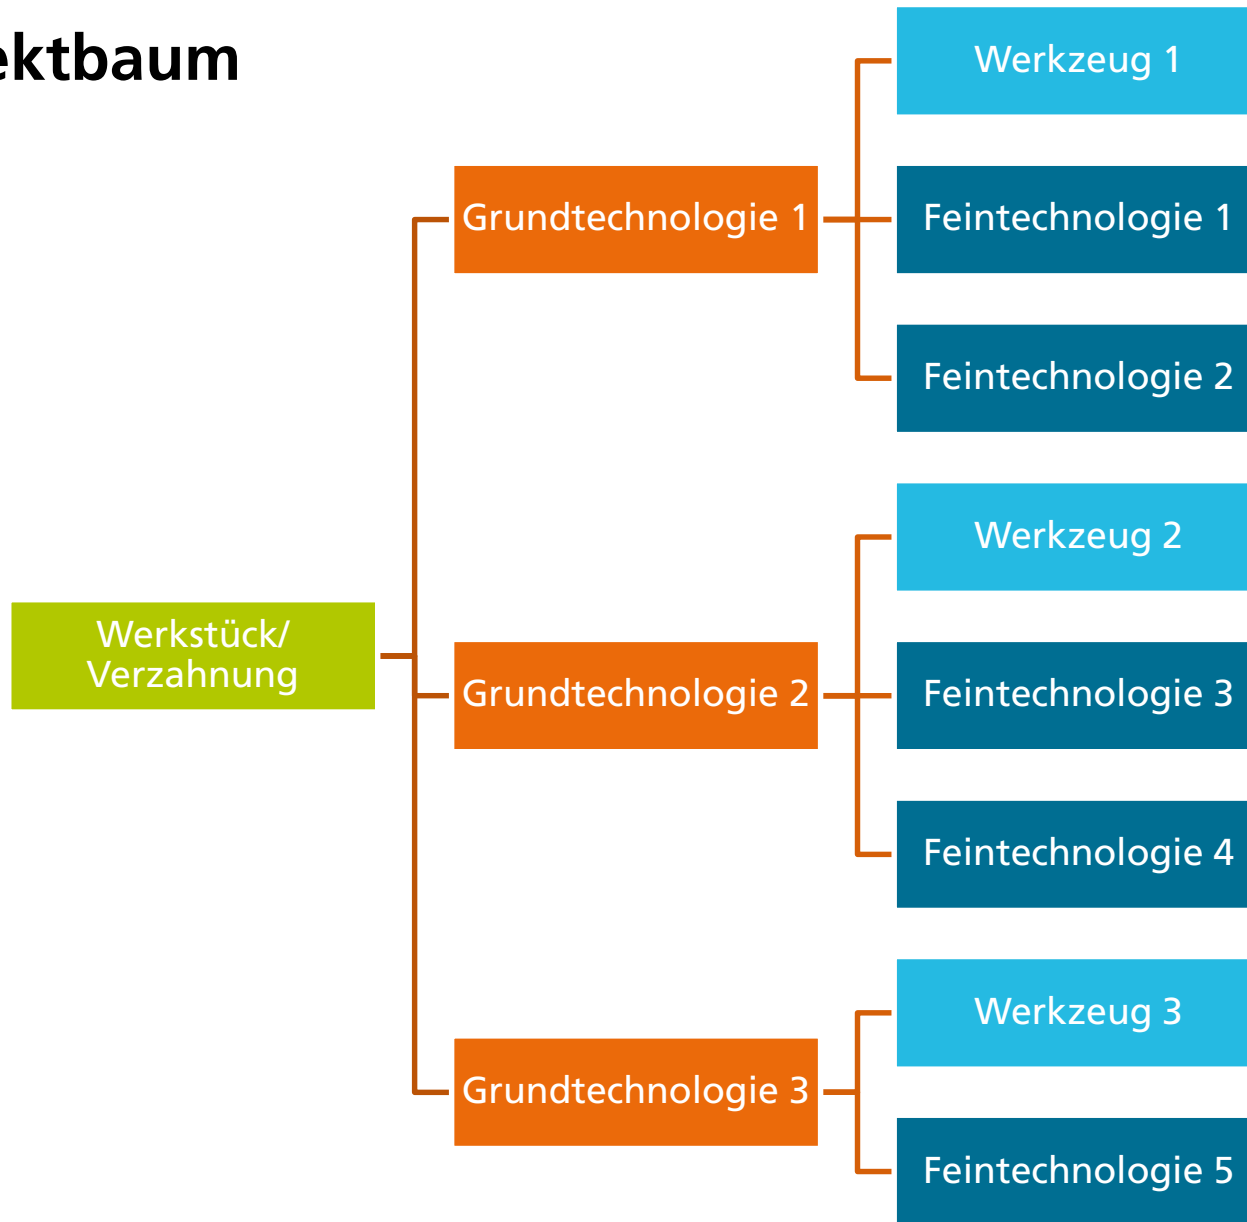 ektbaum
Werkzeug 1
Grundtechnologie 1
Feintechnologie 1
Feintechnologie 2
Werkzeug 2
Werkstück/
Verzahnung
Grundtechnologie 2
Feintechnologie 3
Feintechnologie 4
Werkzeug 3
Grundtechnologie 3
Feintechnologie 5